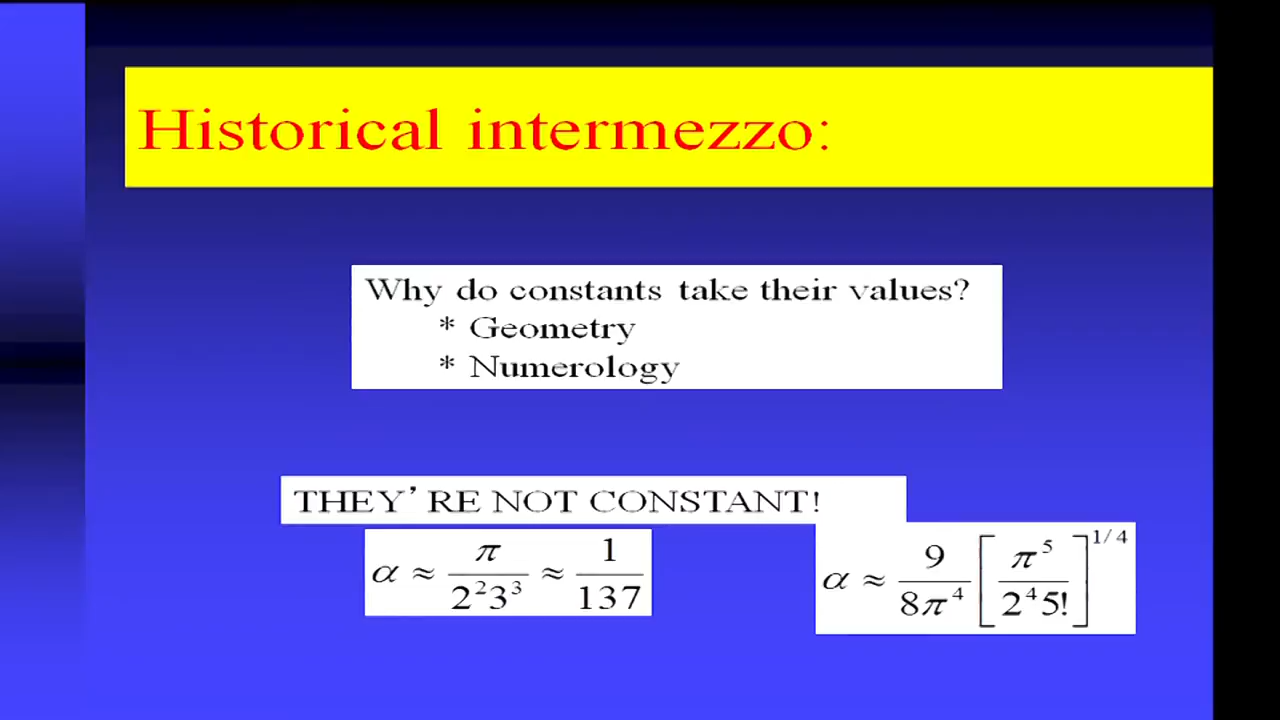 Historical intermezzo:
Why do constants take their values?
* Geometry
* Numerology
THEY’RE NOT CONSTANT!
α ≈ π/2²3³ ≈ 1/137
α ≈ 9/8π⁴ [π⁵/2⁴5!]^1/4